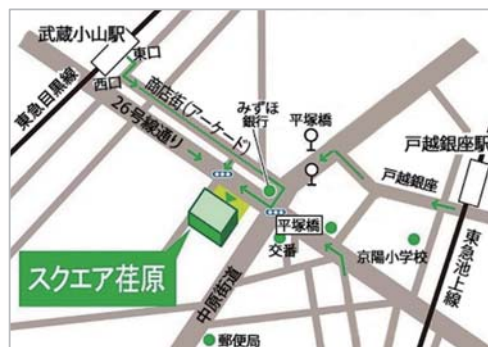 武蔵小山駅
東口
西口
東急目黒線
商店街(アーケード)
26号線通り
みずほ
銀行
平塚橋
戸越銀座駅
戸越銀座
平塚橋
交番
京陽小学校
東急池上線
スクエア荏原
中原街道
郵便局